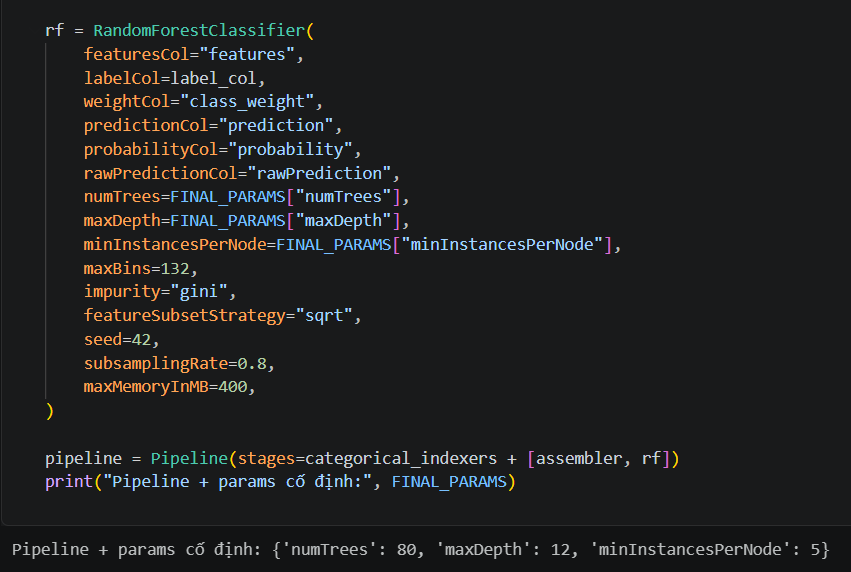 rf = RandomForestClassifier(
    featuresCol="features",
    labelCol=label_col,
    weightCol="class_weight",
    predictionCol="prediction",
    probabilityCol="probability",
    rawPredictionCol="rawPrediction",
    numTrees=FINAL_PARAMS["numTrees"],
    maxDepth=FINAL_PARAMS["maxDepth"],
    minInstancesPerNode=FINAL_PARAMS["minInstancesPerNode"],
    maxBins=132,
    impurity="gini",
    featureSubsetStrategy="sqrt",
    seed=42,
    subsamplingRate=0.8,
    maxMemoryInMB=400,
)
pipeline = Pipeline(stages=categorical_indexers + [assembler, rf])
print("Pipeline + params cố định:", FINAL_PARAMS)
Pipeline + params cố định: {'numTrees': 80, 'maxDepth': 12, 'minInstancesPerNode': 5}